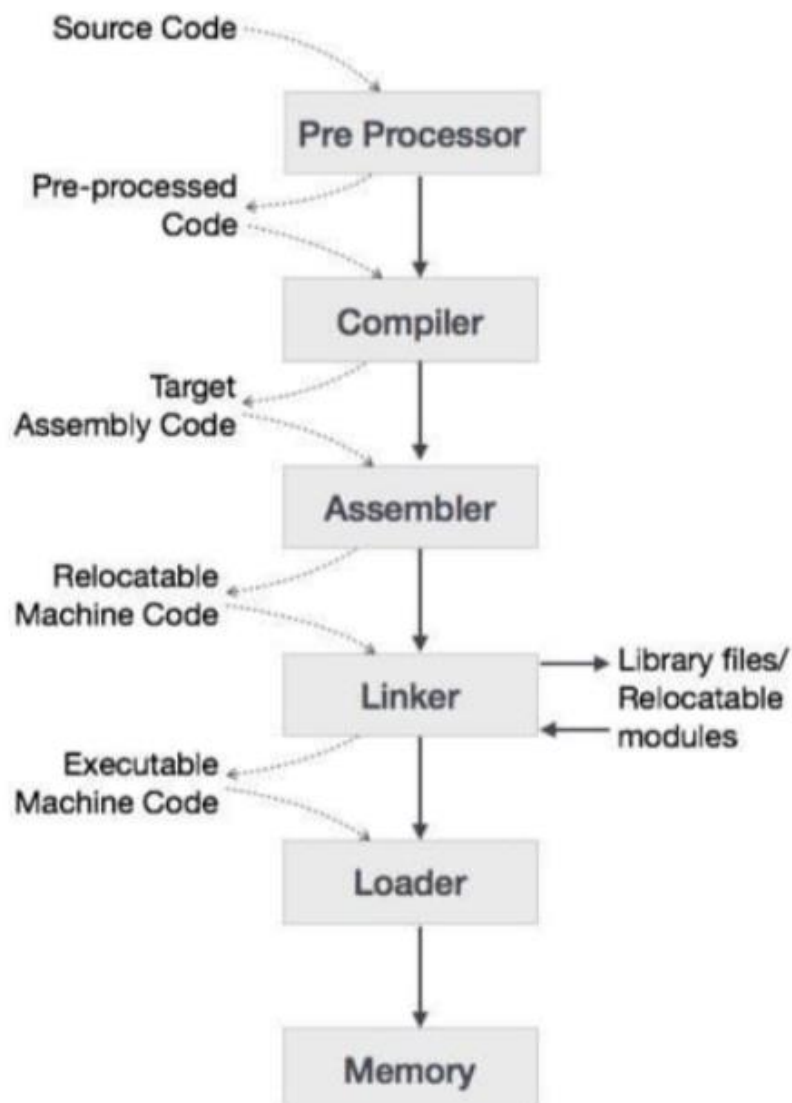 Source Code
Pre Processor
Pre-processed
Code
Compiler
Target
Assembly Code
Assembler
Relocatable
Machine Code
Linker
Library files/
Relocatable
modules
Executable
Machine Code
Loader
Memory